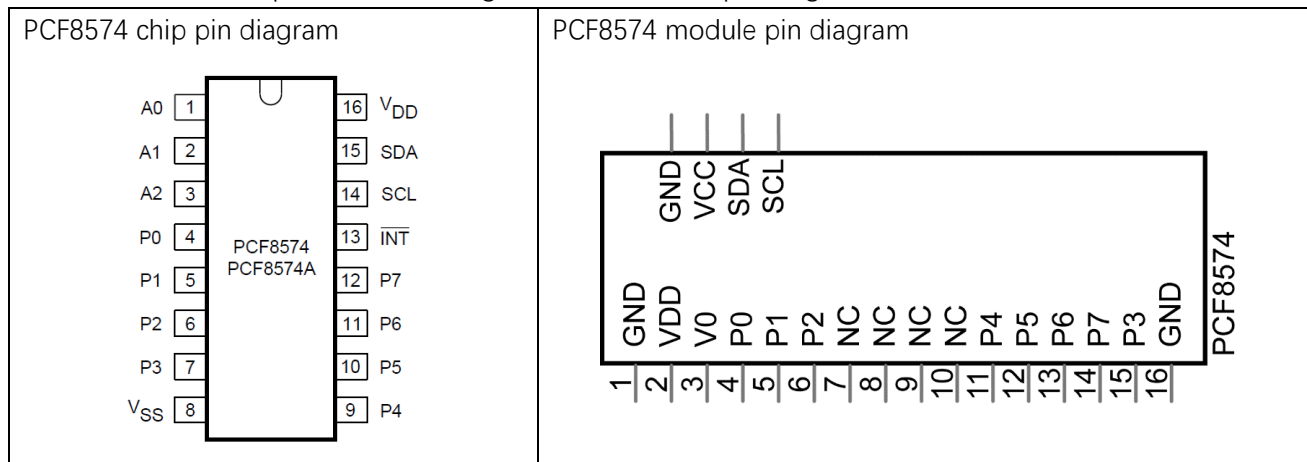 PCF8574 chip pin diagram
A0 1 16 VDD
A1 2 15 SDA
A2 3 14 SCL
P0 4 13 INT
P1 5 12 P7
P2 6 11 P6
P3 7 10 P5
VSS 8 9 P4
PCF8574
PCF8574A
PCF8574 module pin diagram
GND VCC SDA SCL
GND VDD V0 P0 P1 P2 NC NC NC NC P4 P5 P6 P7 P3 GND
1 2 3 4 5 6 7 8 9 10 11 12 13 14 15 16
PCF8574